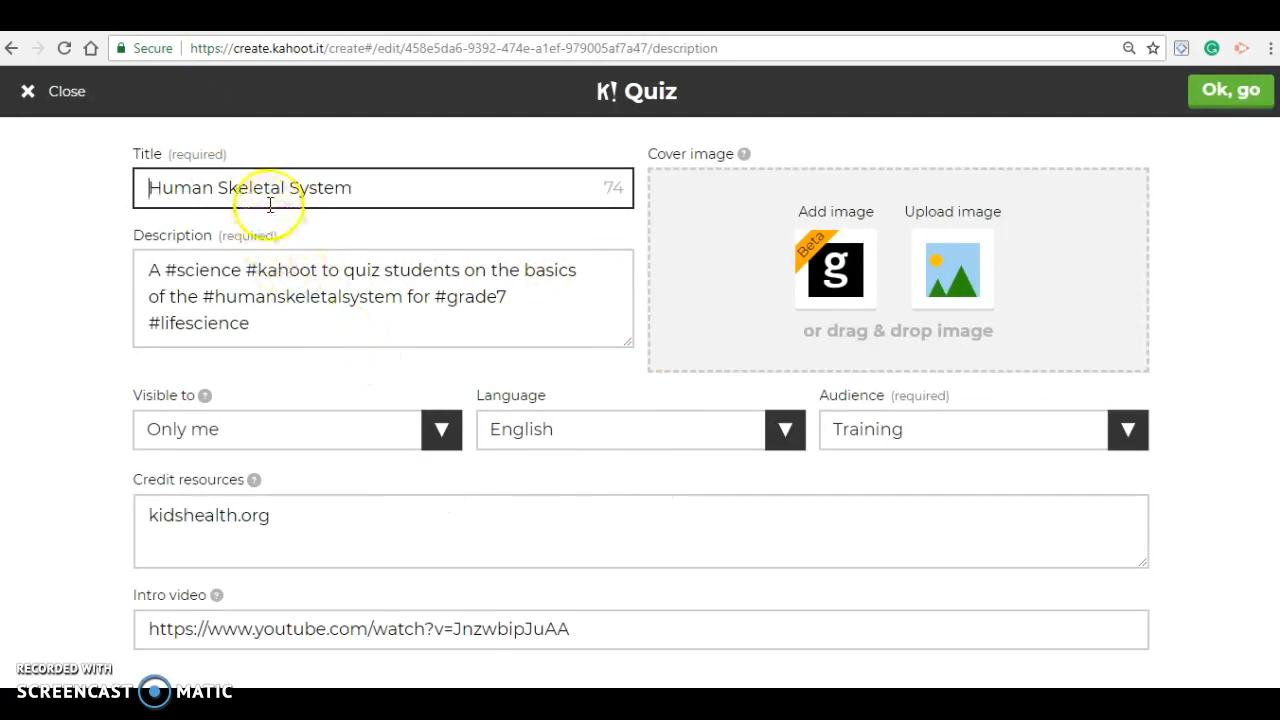 Secure https://create.kahoot.it/create#/edit/458e5da6-9392-474e-a1ef-979005af7a47/description
Close
K! Quiz
Ok, go
Title (required)
Human Skeletal System 74
Description (required)
A #science #kahoot to quiz students on the basics
of the #humanskeletalsystem for #grade7
#lifescience
Cover image ?
Add image Upload image
Beta
g
or drag & drop image
Visible to ?
Only me
Language
English
Audience (required)
Training
Credit resources ?
kidshealth.org
Intro video ?
https://www.youtube.com/watch?v=JnzwbipJuAA
RECORDED WITH
SCREENCAST MATIC